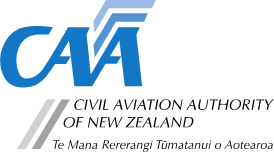 CAA
CIVIL AVIATION AUTHORITY
OF NEW ZEALAND
Te Mana Rererangi Tūmatanui o Aotearoa